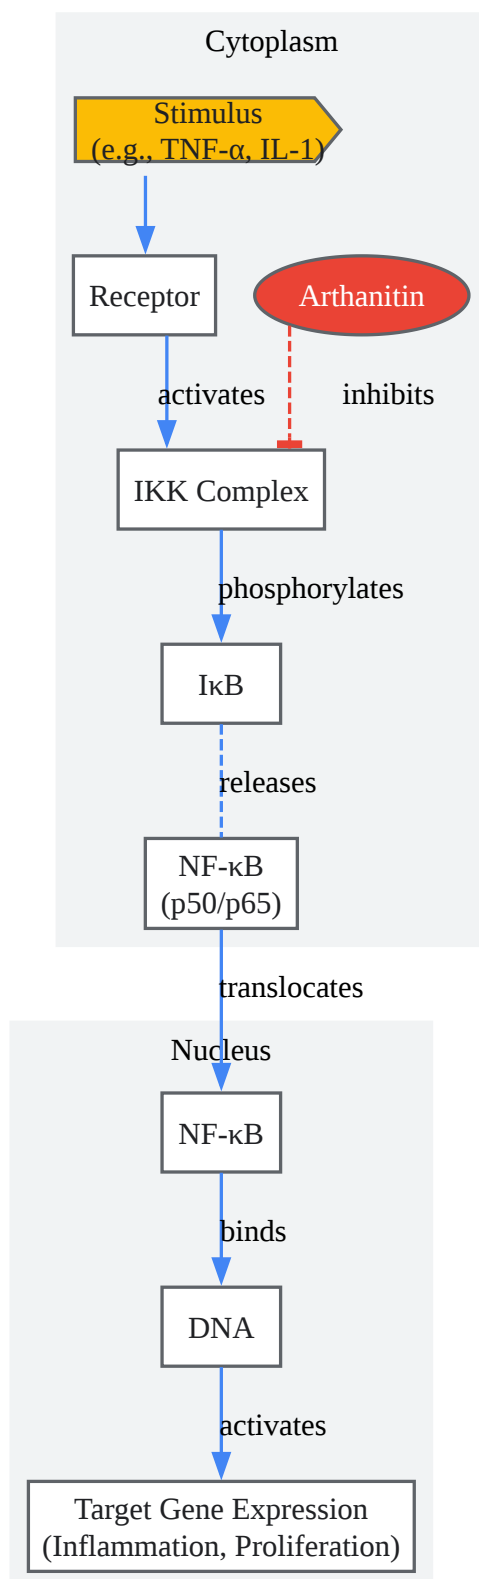 Cytoplasm
Stimulus
(e.g., TNF-α, IL-1)
Receptor
Arthanitin
activates
inhibits
IKK Complex
phosphorylates
IκB
releases
NF-κB
(p50/p65)
translocates
Nucleus
NF-κB
binds
DNA
activates
Target Gene Expression
(Inflammation, Proliferation)